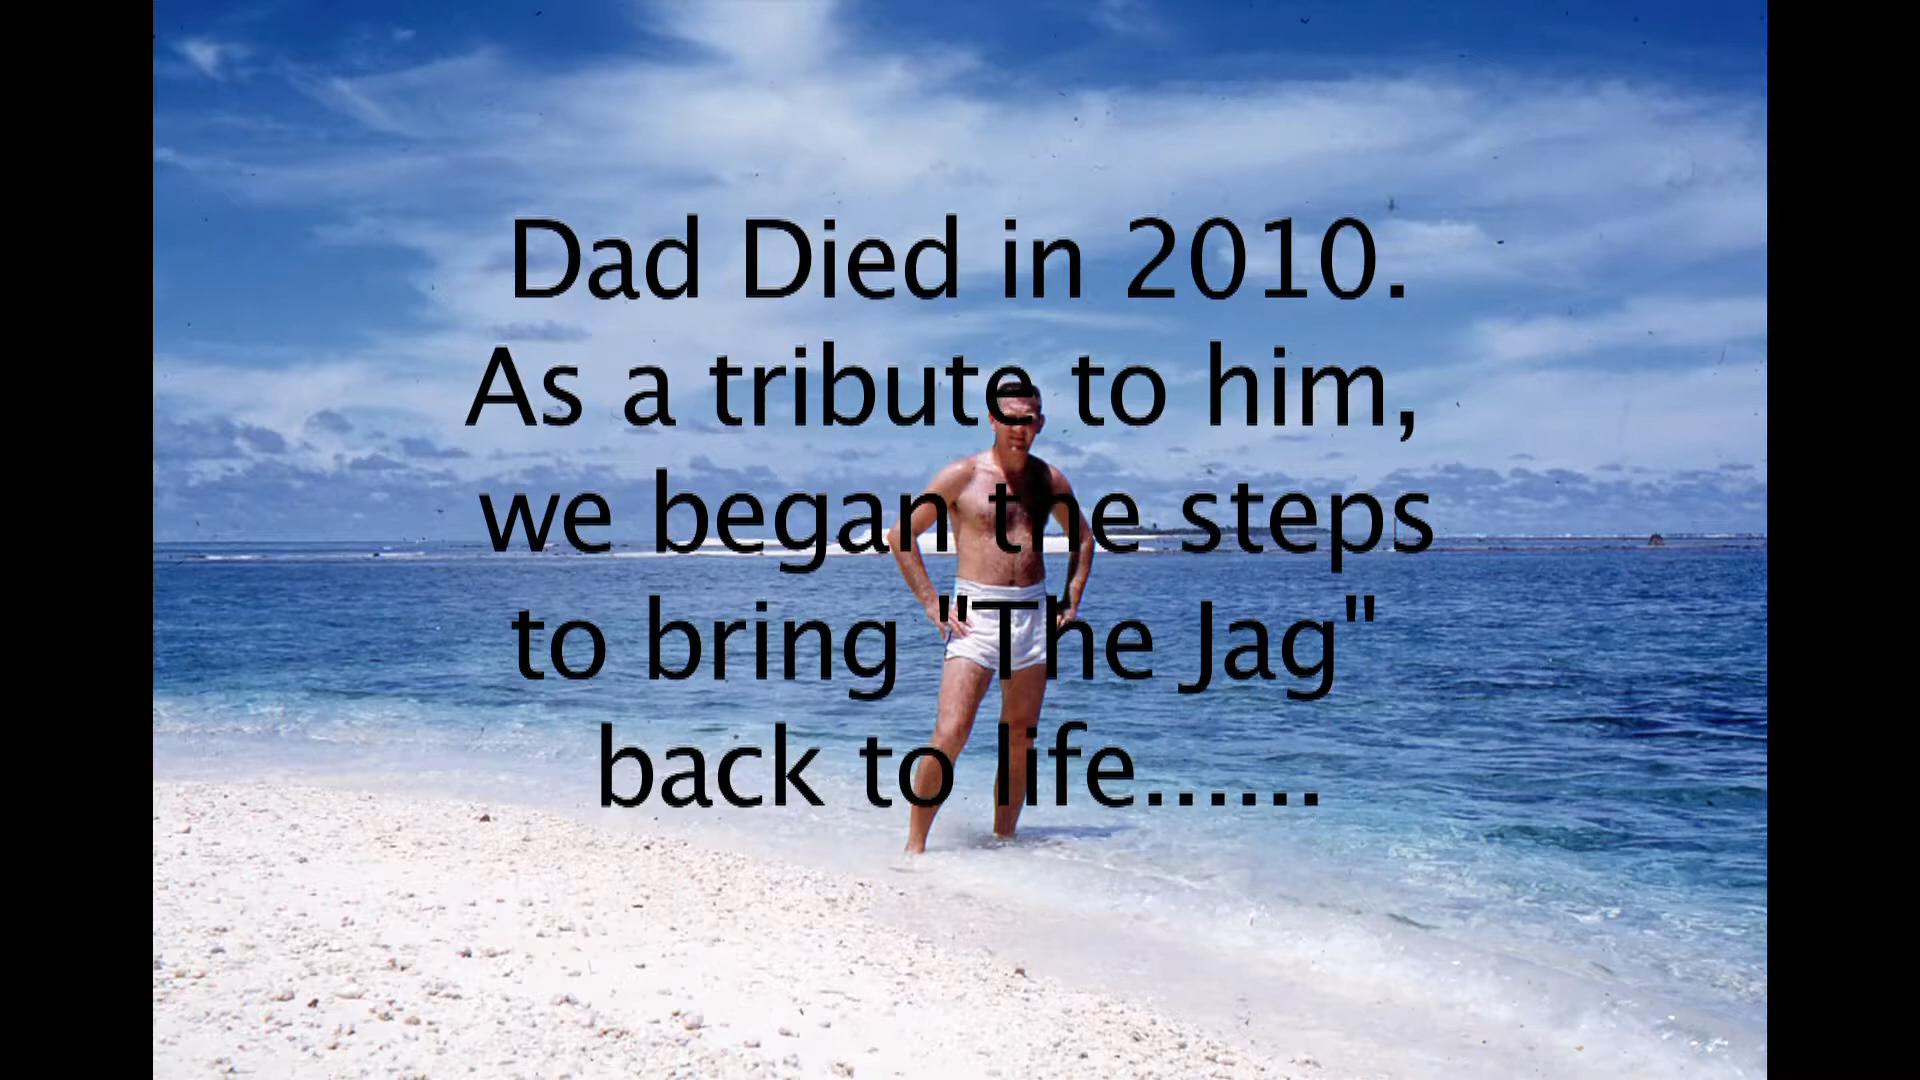 Dad Died in 2010.
As a tribute to him,
we began the steps
to bring "The Jag"
back to life......